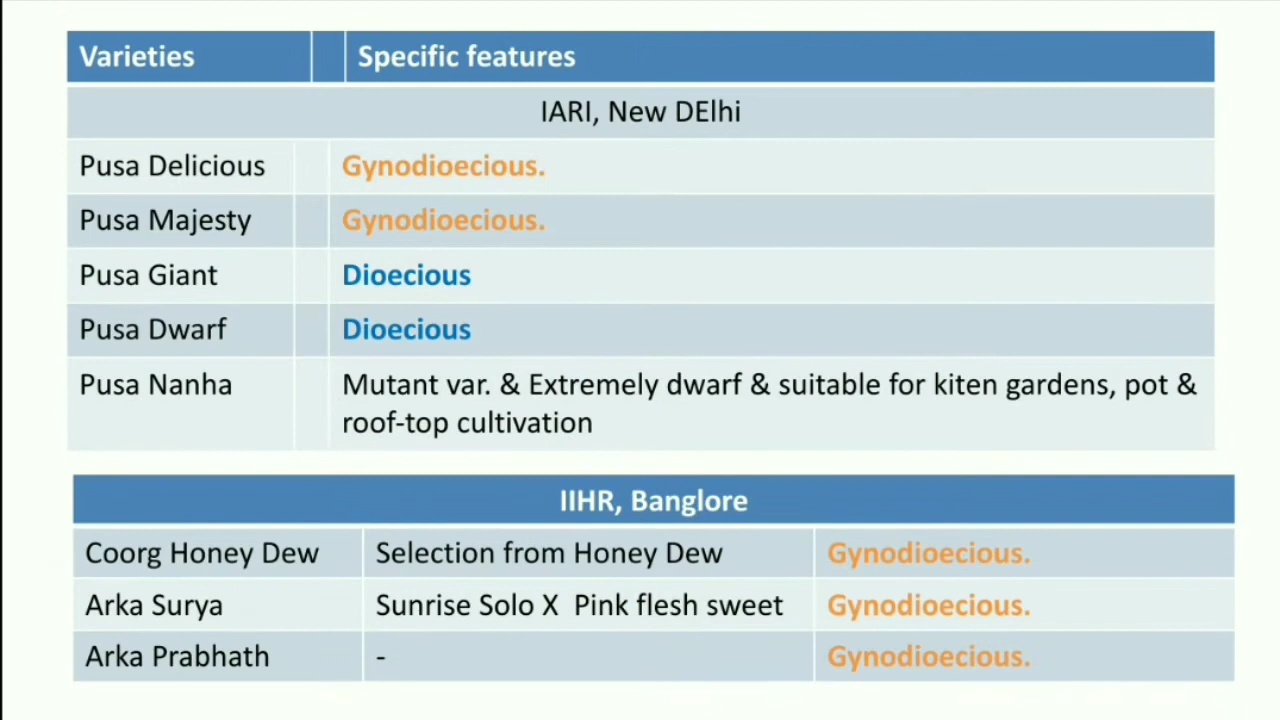 Varieties Specific features
IARI, New DElhi
Pusa Delicious Gynodioecious.
Pusa Majesty Gynodioecious.
Pusa Giant Dioecious
Pusa Dwarf Dioecious
Pusa Nanha Mutant var. & Extremely dwarf & suitable for kiten gardens, pot &
roof-top cultivation
IIHR, Banglore
Coorg Honey Dew Selection from Honey Dew Gynodioecious.
Arka Surya Sunrise Solo X Pink flesh sweet Gynodioecious.
Arka Prabhath - Gynodioecious.